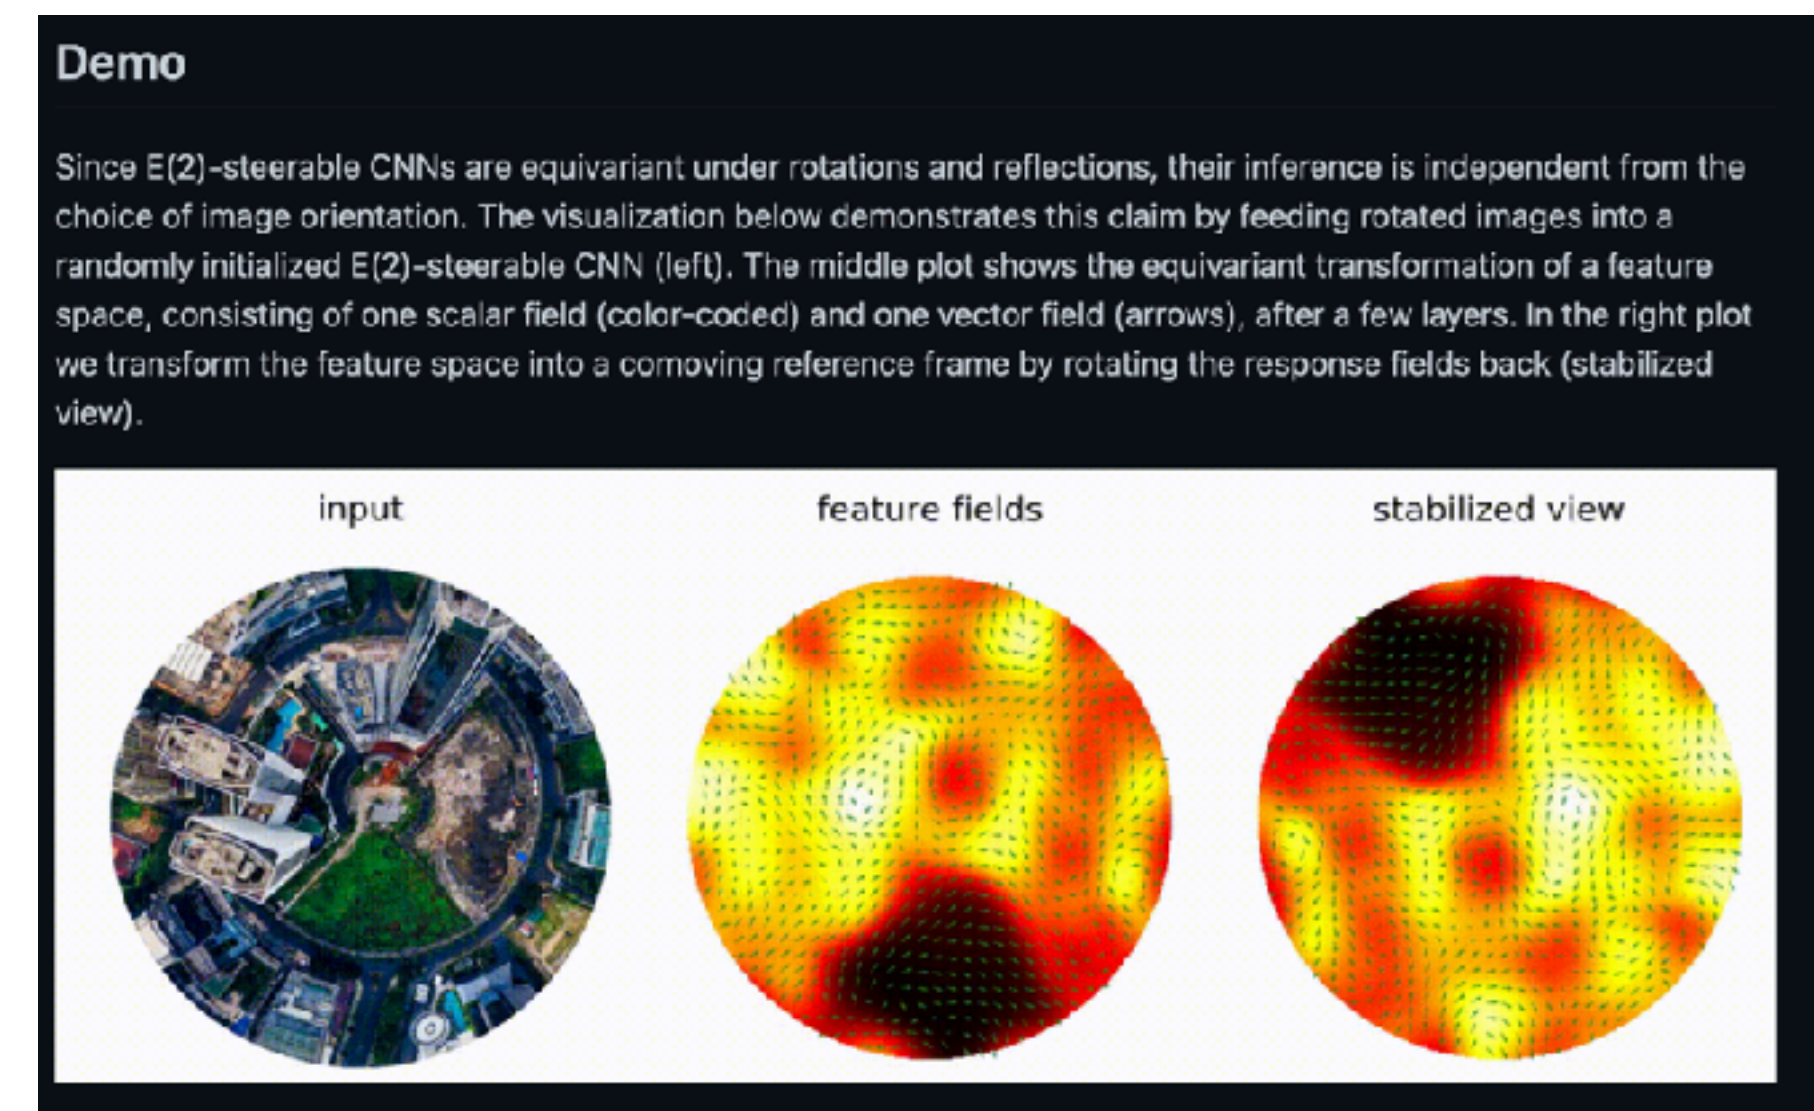 Demo
Since E(2)-steerable CNNs are equivariant under rotations and reflections, their inference is independent from the
choice of image orientation. The visualization below demonstrates this claim by feeding rotated images into a
randomly initialized E(2)-steerable CNN (left). The middle plot shows the equivariant transformation of a feature
space, consisting of one scalar field (color-coded) and one vector field (arrows), after a few layers. In the right plot
we transform the feature space into a comoving reference frame by rotating the response fields back (stabilized
view).
input
feature fields
stabilized view